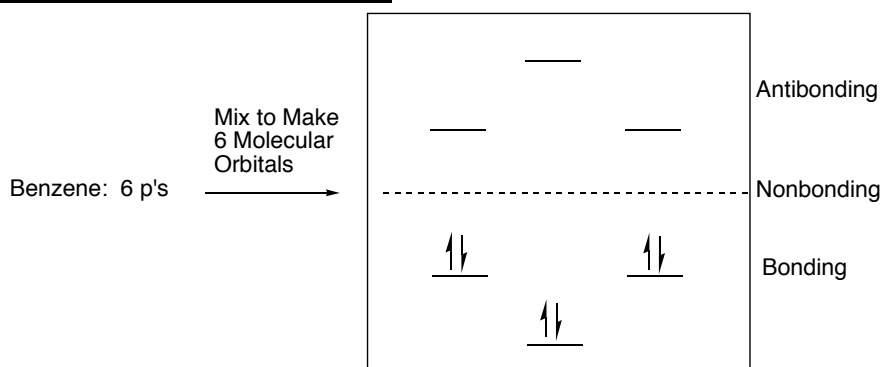 Mix to Make
6 Molecular
Orbitals
Benzene: 6 p's
Antibonding
Nonbonding
Bonding